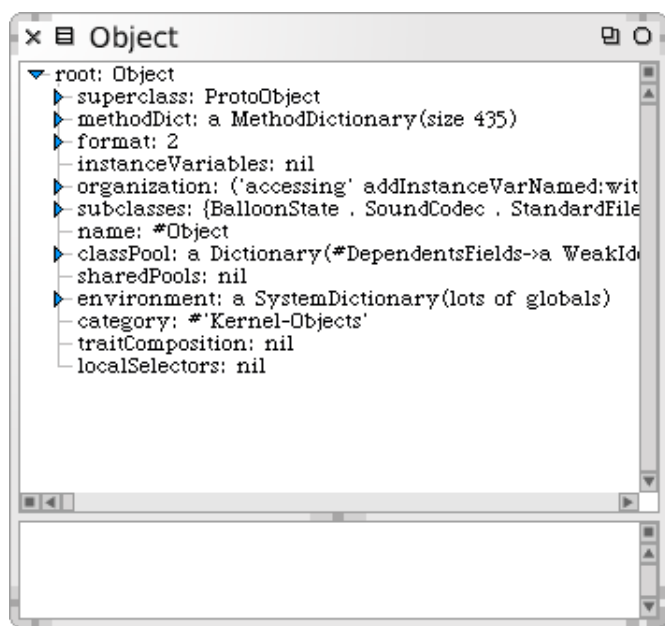 Object
root: Object
superclass: ProtoObject
methodDict: a MethodDictionary(size 435)
format: 2
instanceVariables: nil
organization: ('accessing' addInstanceVarNamed:wit
subclasses: {BalloonState . SoundCodec . StandardFile
name: #Object
classPool: a Dictionary(#DependentsFields->a WeakId
sharedPools: nil
environment: a SystemDictionary(lots of globals)
category: #'Kernel-Objects'
traitComposition: nil
localSelectors: nil